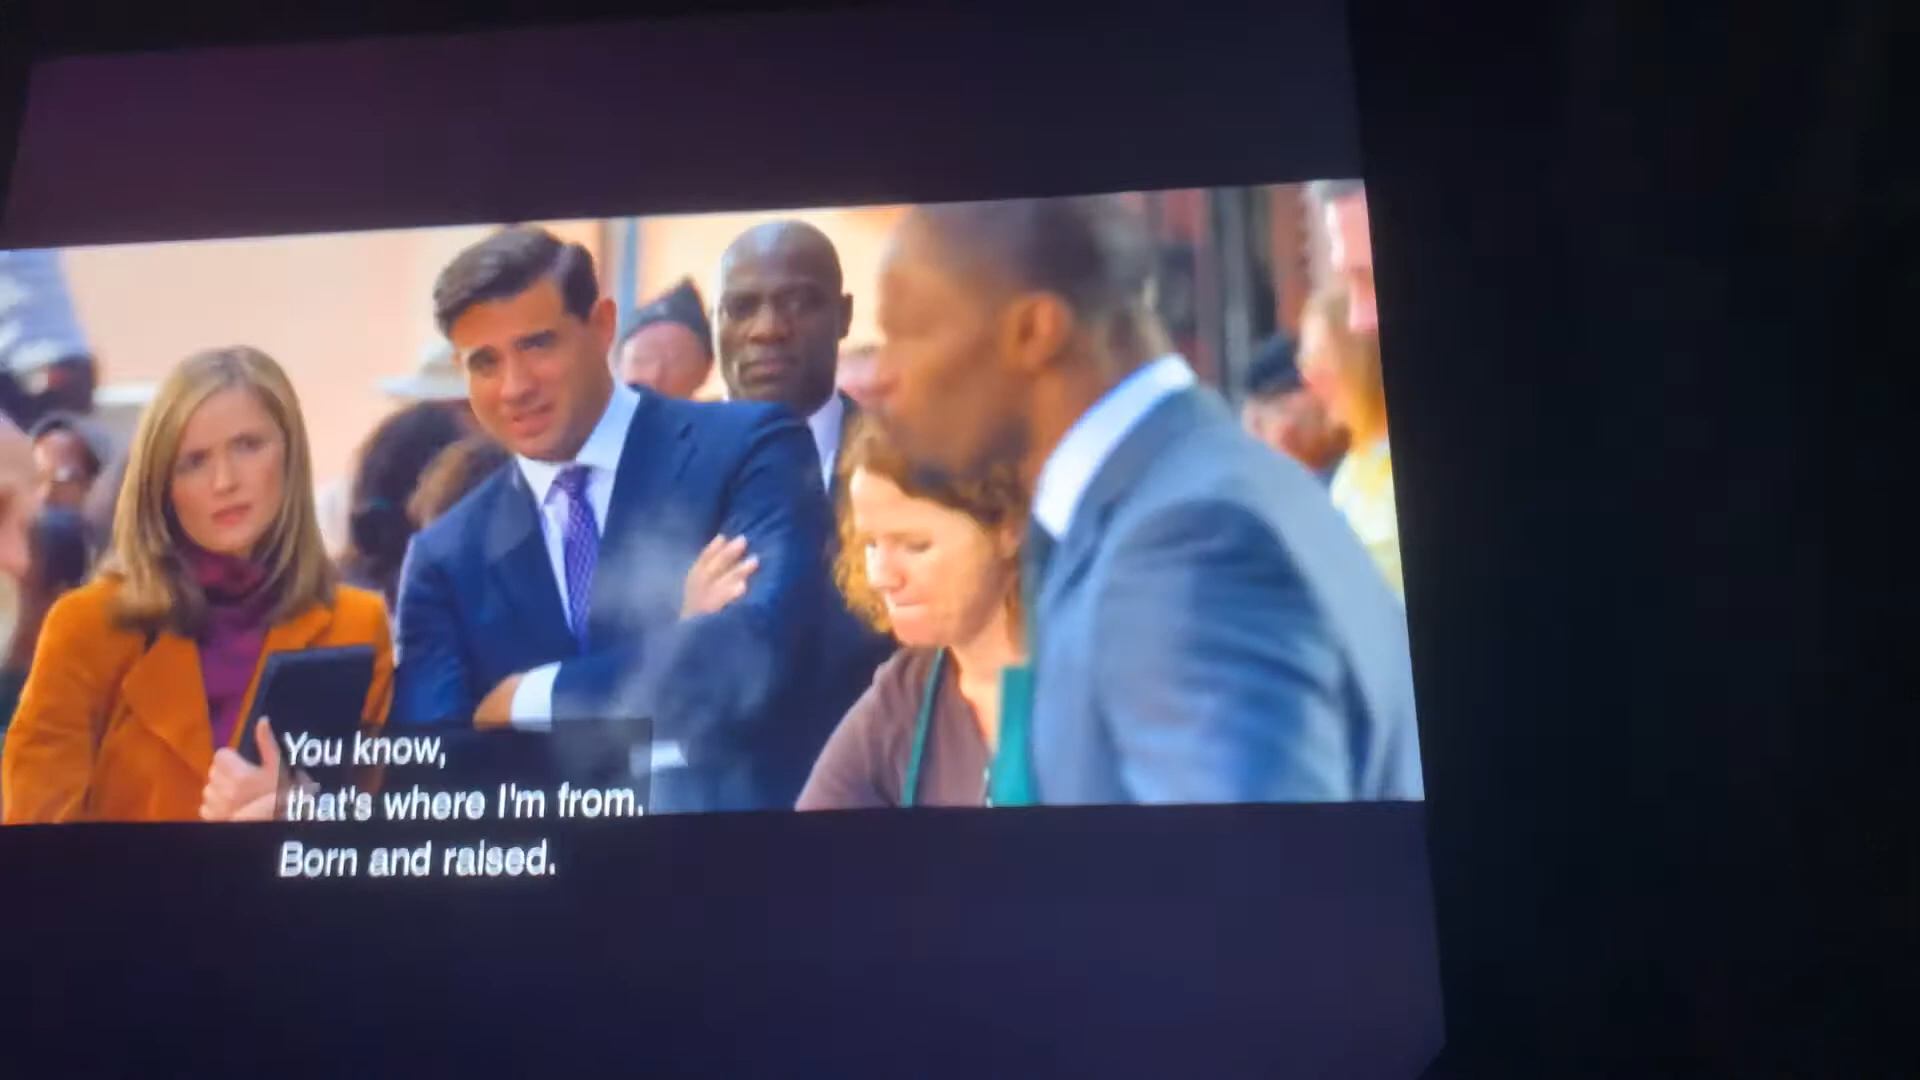 You know,
that's where I'm from.
Born and raised.